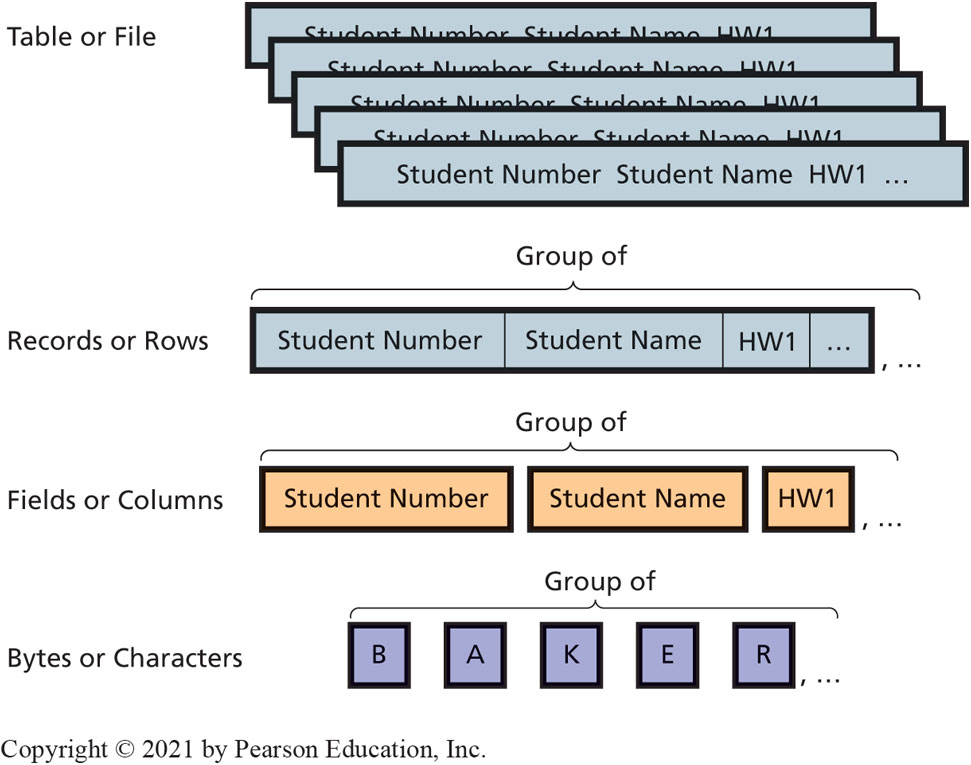 Table or File
Student Number Student Name HW1
Student Number Student Name HW1
Student Number Student Name HW1
Student Number Student Name HW1
Student Number Student Name HW1 …
Group of
Records or Rows Student Number Student Name HW1 … , …
Group of
Fields or Columns Student Number Student Name HW1 , …
Group of
Bytes or Characters B A K E R , …
Copyright © 2021 by Pearson Education, Inc.